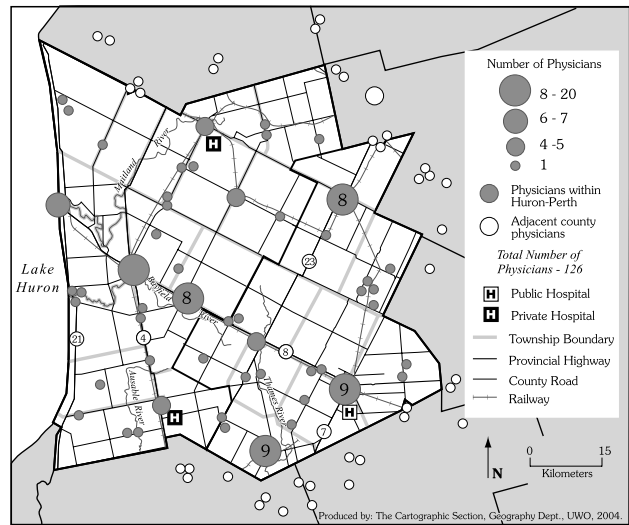 Number of Physicians
8 - 20
6 - 7
4 -5
1
Physicians within
Huron-Perth
Adjacent county
physicians
Total Number of
Physicians - 126
H Public Hospital
H Private Hospital
Township Boundary
Provincial Highway
County Road
Railway
0 15
Kilometers
N
Lake
Huron
Maitland
River
H
8
23
8
Bayfield
River
21
4
8
Ausable River
Thames River
9
H
H
7
9
Produced by: The Cartographic Section, Geography Dept., UWO, 2004.